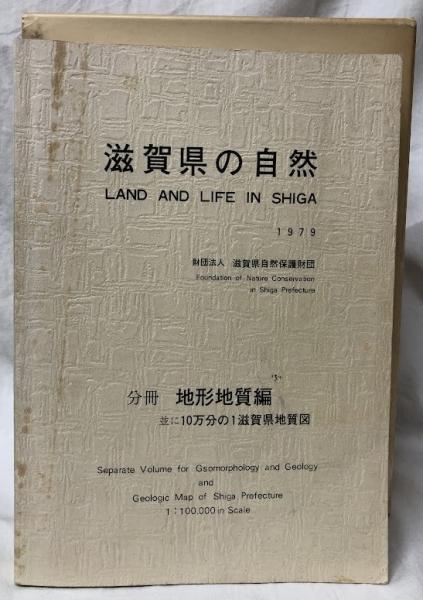 滋賀県の自然
LAND AND LIFE IN SHIGA
1979
財団法人 滋賀県自然保護財団
Foundation of Nature Conservation
in Shiga Prefecture
分冊 地形地質編
並に10万分の1滋賀県地質図
Separate Volume for Gsomorphology and Geology
and
Geologic Map of Shiga Prefecture
1：100.000 in Scale